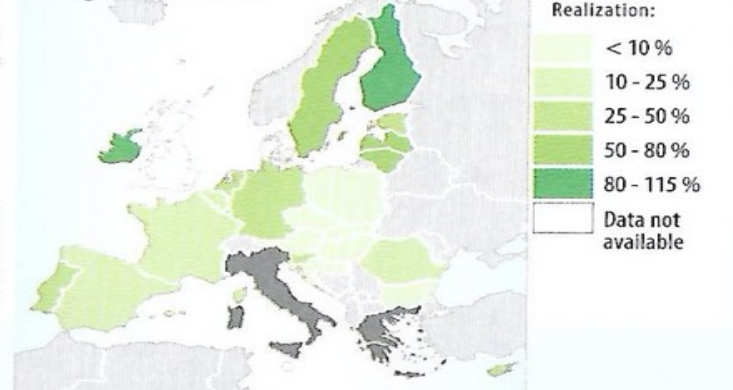 Realization:
< 10 %
10 - 25 %
25 - 50 %
50 - 80 %
80 - 115 %
Data not
available